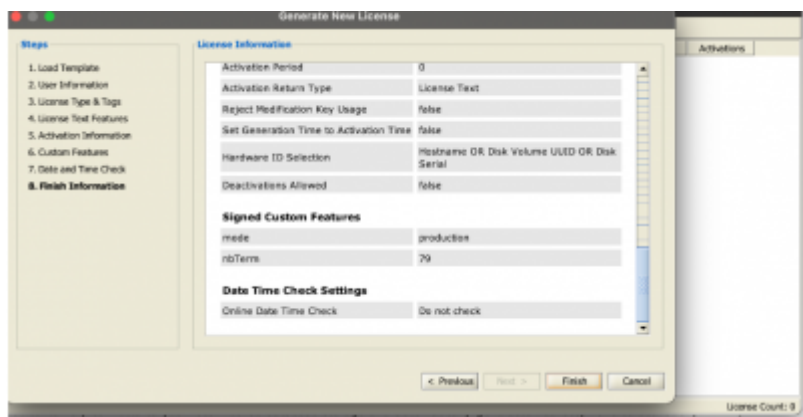 Generate New License
Steps
1. Load Template
2. User Information
3. License Type & Tags
4. License Text Features
5. Activation Information
6. Custom Features
7. Date and Time Check
8. Finish Information
License Information
Activation Period 0
Activation Return Type License Text
Reject Modification Key Usage false
Set Generation Time to Activation Time false
Hardware ID Selection Hostname OR Disk Volume UUID OR Disk
Serial
Deactivations Allowed false
Signed Custom Features
mode production
nbTerm 79
Date Time Check Settings
Online Date Time Check Do not check
< Previous Next > Finish Cancel
Activations
License Count: 0